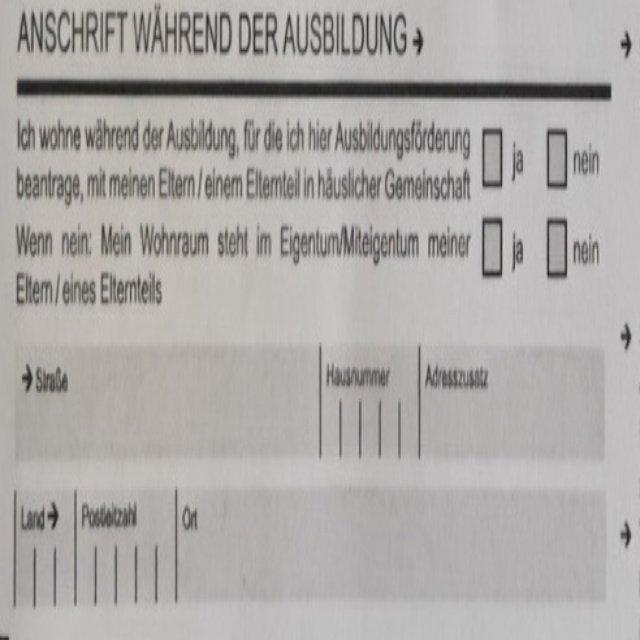 ANSCHRIFT WÄHREND DER AUSBILDUNG →
Ich wohne während der Ausbildung, für die ich hier Ausbildungsförderung
beantrage, mit meinen Eltern / einem Elternteil in häuslicher Gemeinschaft
ja nein
Wenn nein: Mein Wohnraum steht im Eigentum/Miteigentum meiner
Eltern / eines Elternteils
ja nein
→ Straße Hausnummer Adresszusatz
Land → Postleitzahl Ort